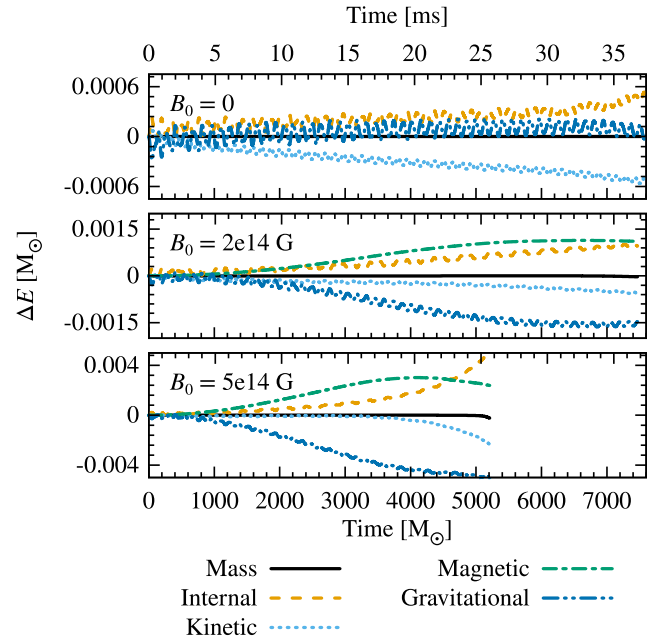 Time [ms]
0 5 10 15 20 25 30 35
0.0006
B₀ = 0
0
-0.0006
0.0015
B₀ = 2e14 G
0
-0.0015
ΔE [M⊙]
0.004
B₀ = 5e14 G
0
-0.004
0 1000 2000 3000 4000 5000 6000 7000
Time [M⊙]
Mass
Magnetic
Internal
Gravitational
Kinetic